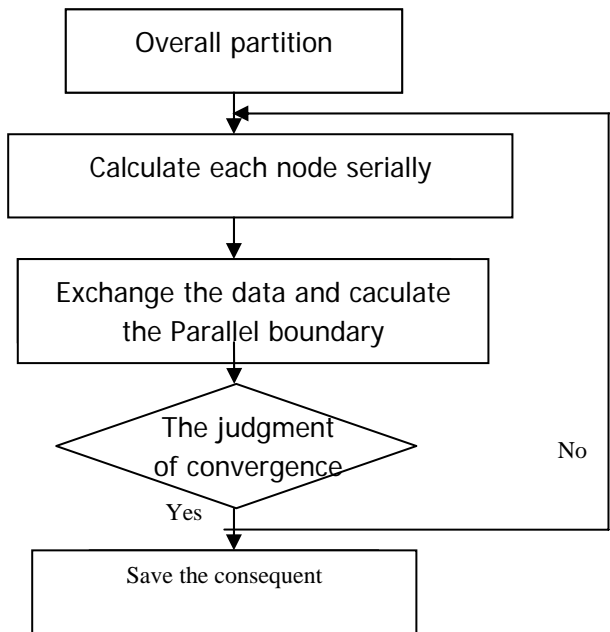 Overall partition
Calculate each node serially
Exchange the data and caculate
the Parallel boundary
The judgment
of convergence
No
Yes
Save the consequent